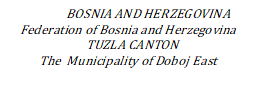 BOSNIA AND HERZEGOVINA
Federation of Bosnia and Herzegovina
TUZLA CANTON
The Municipality of Doboj East